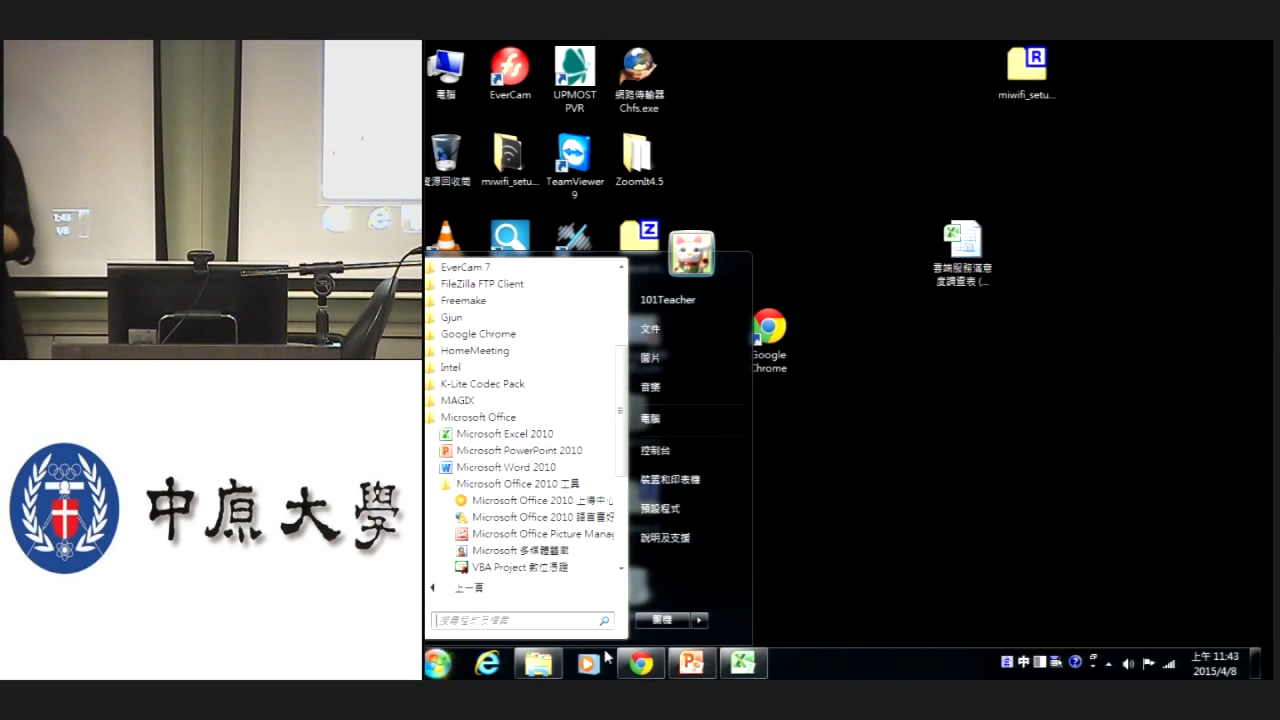 電腦
EverCam
UPMOST
PVR
網路傳輸器
Chfs.exe
miwifi_setu...
資源回收筒
miwifi_setu...
TeamViewer
9
ZoomIt4.5
雲端服務滿意
度調查表 (...
Google
Chrome
EverCam 7
FileZilla FTP Client
Freemake
Gjun
Google Chrome
HomeMeeting
Intel
K-Lite Codec Pack
MAGIX
Microsoft Office
Microsoft Excel 2010
Microsoft PowerPoint 2010
Microsoft Word 2010
Microsoft Office 2010 工具
Microsoft Office 2010 上傳中心
Microsoft Office 2010 語言喜好
Microsoft Office Picture Manag
Microsoft 多媒體藝廊
VBA Project 數位憑證
上一頁
搜尋程式及檔案
101Teacher
文件
圖片
音樂
電腦
控制台
裝置和印表機
預設程式
說明及支援
關機
中原大學
中
上午 11:43
2015/4/8